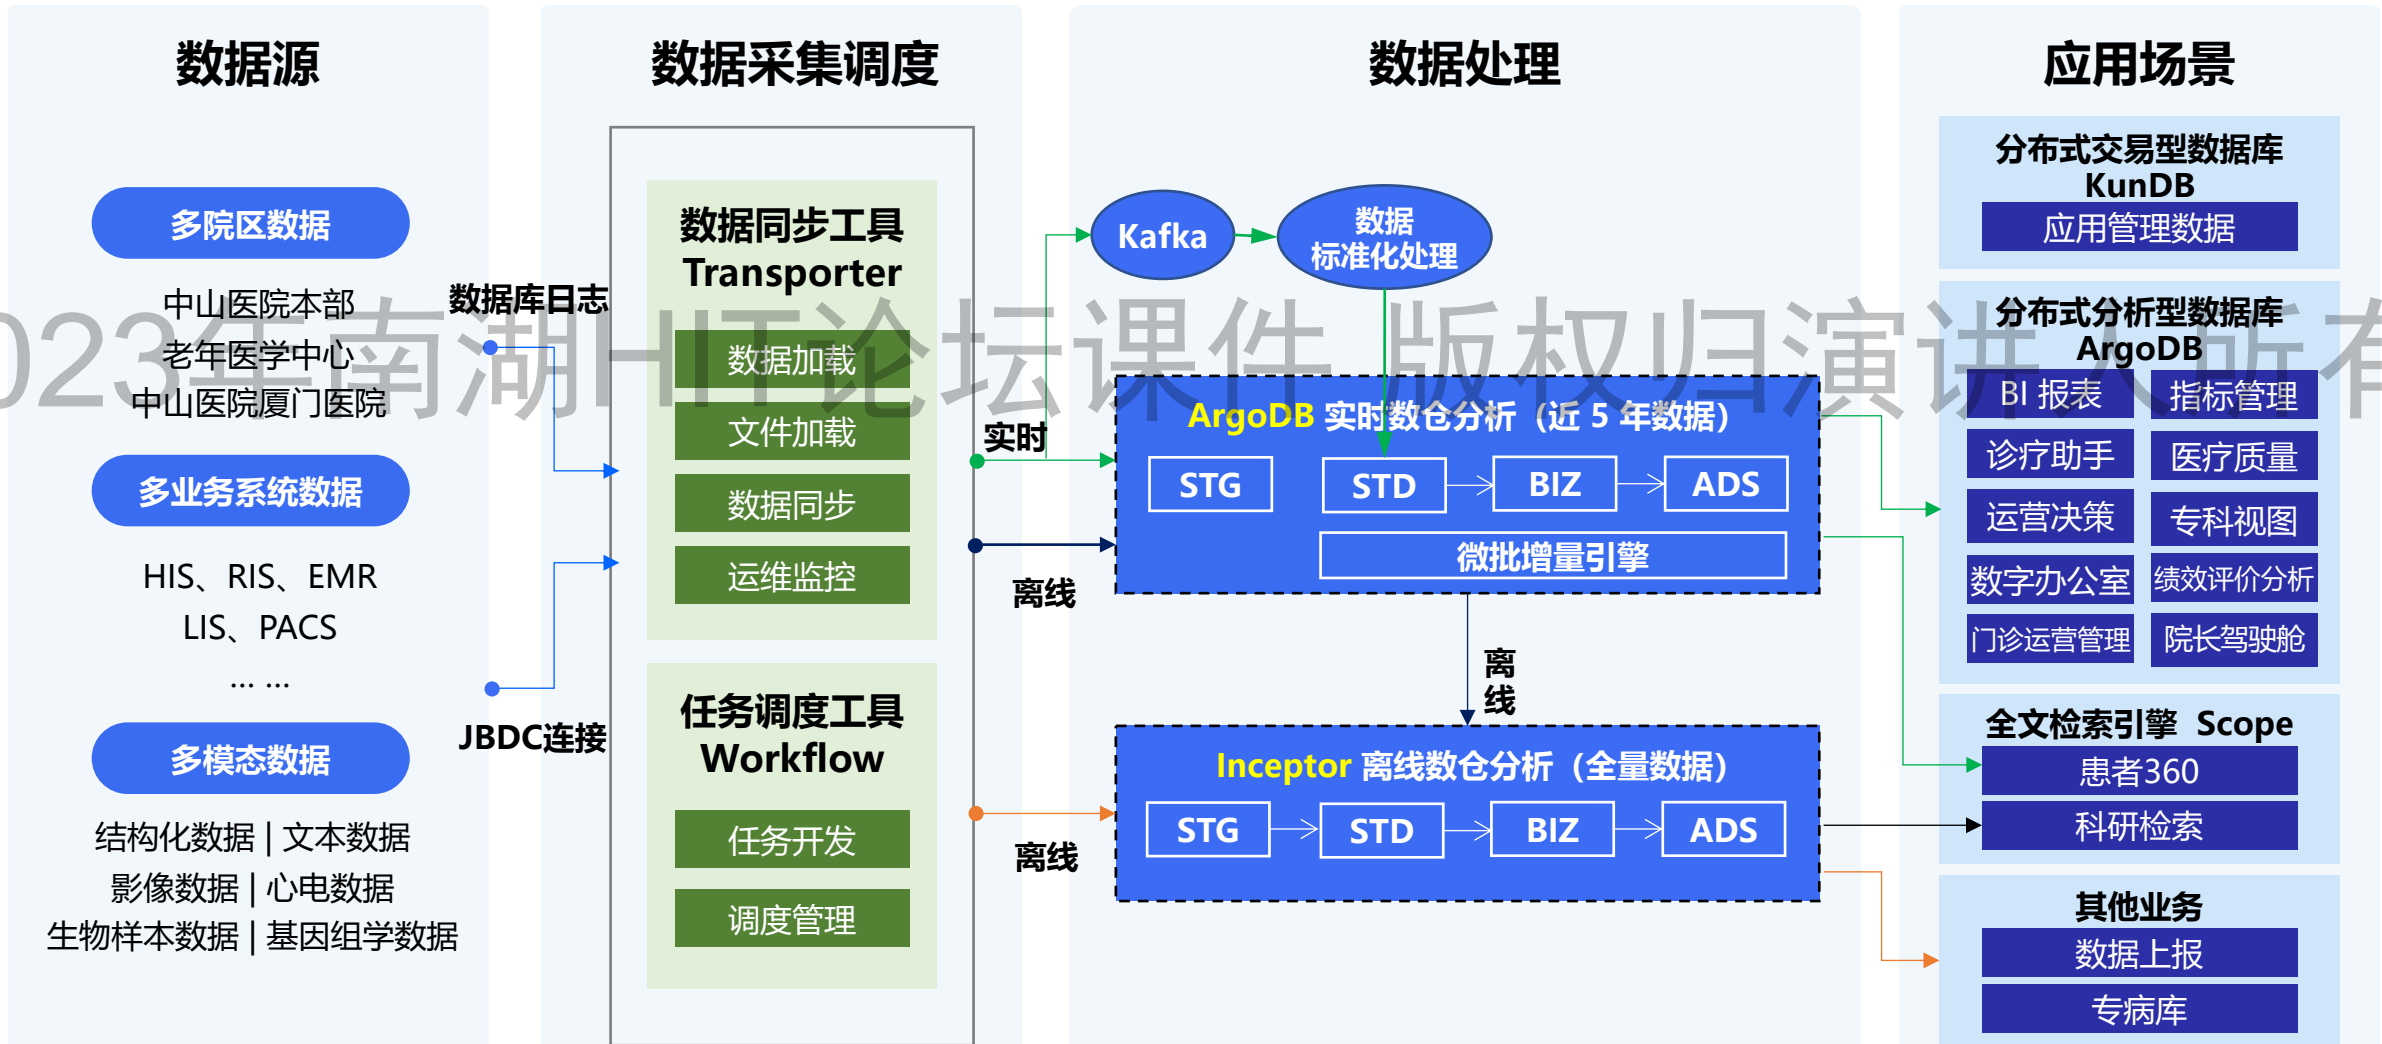 数据源
多院区数据
中山医院本部
老年医学中心
中山医院厦门医院
多业务系统数据
HIS、RIS、EMR
LIS、PACS
... ...
多模态数据
结构化数据 | 文本数据
影像数据 | 心电数据
生物样本数据 | 基因组学数据
数据库日志
JBDC连接
数据采集调度
数据同步工具
Transporter
数据加载
文件加载
数据同步
运维监控
任务调度工具
Workflow
任务开发
调度管理
实时
离线
离线
数据处理
Kafka
数据
标准化处理
ArgoDB 实时数仓分析（近 5 年数据）
STG
STD
BIZ
ADS
微批增量引擎
离
线
Inceptor 离线数仓分析（全量数据）
STG
STD
BIZ
ADS
应用场景
分布式交易型数据库
KunDB
应用管理数据
分布式分析型数据库
ArgoDB
BI 报表
指标管理
诊疗助手
医疗质量
运营决策
专科视图
数字办公室
绩效评价分析
门诊运营管理
院长驾驶舱
全文检索引擎 Scope
患者360
科研检索
其他业务
数据上报
专病库
023年南湖HIT论坛课件 版权归演讲人所有